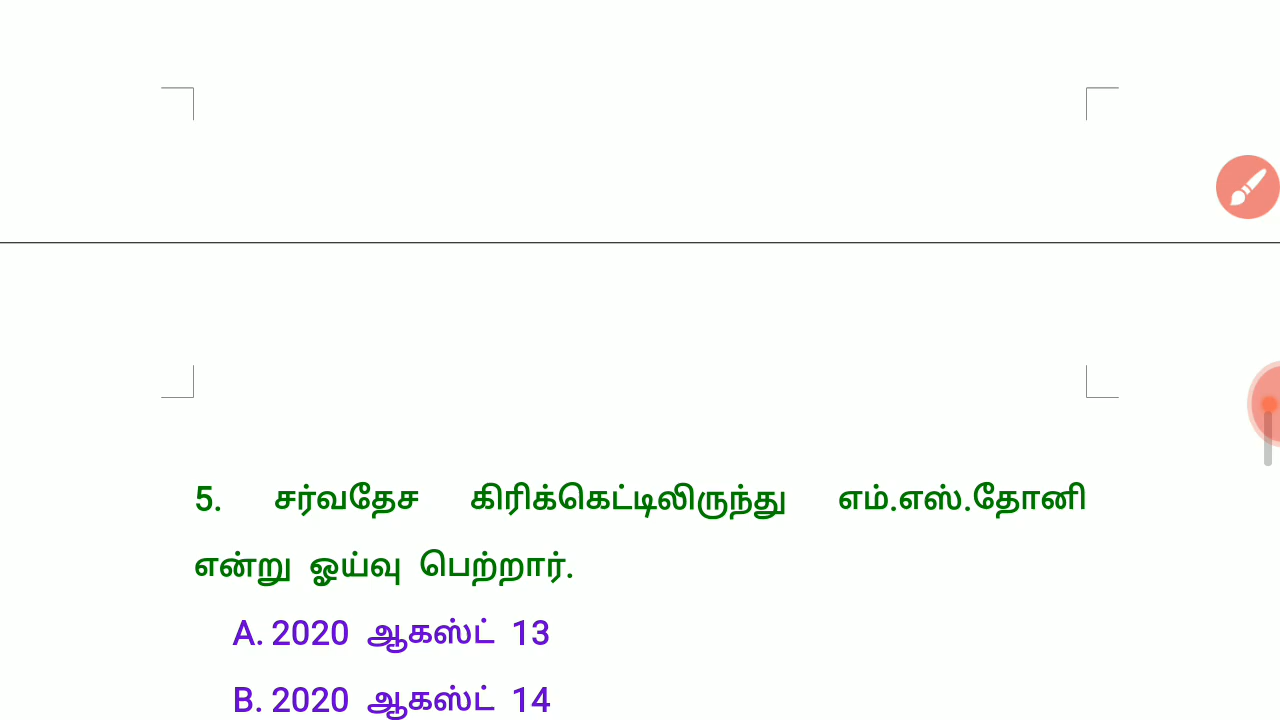 5. சர்வதேச கிரிக்கெட்டிலிருந்து எம்.எஸ்.தோனி
என்று ஓய்வு பெற்றார்.
A. 2020 ஆகஸ்ட் 13
B. 2020 ஆகஸ்ட் 14